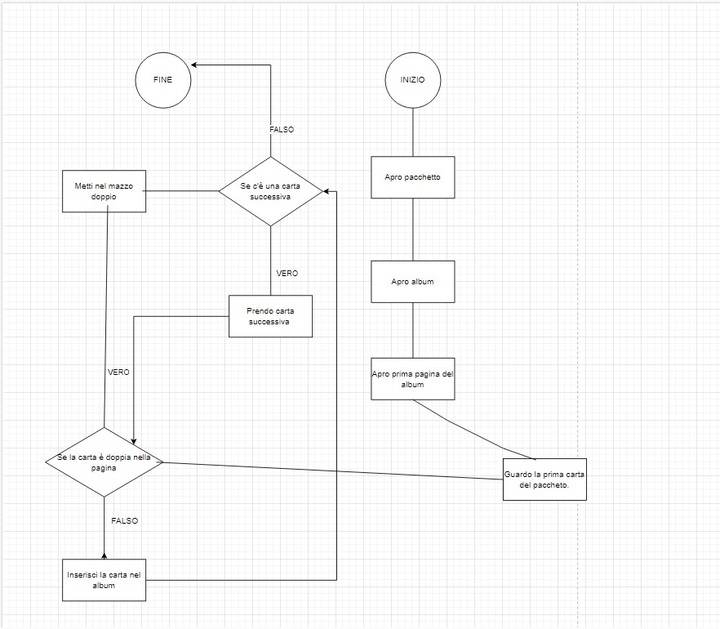 FINE
INIZIO
FALSO
Apro pacchetto
Metti nel mazzo
doppio
Se c'è una carta
successiva
VERO
Apro album
Prendo carta
successiva
Apro prima pagina del
album
VERO
Se la carta è doppia nella
pagina
Guardo la prima carta
del paccheto.
FALSO
Inserisci la carta nel
album